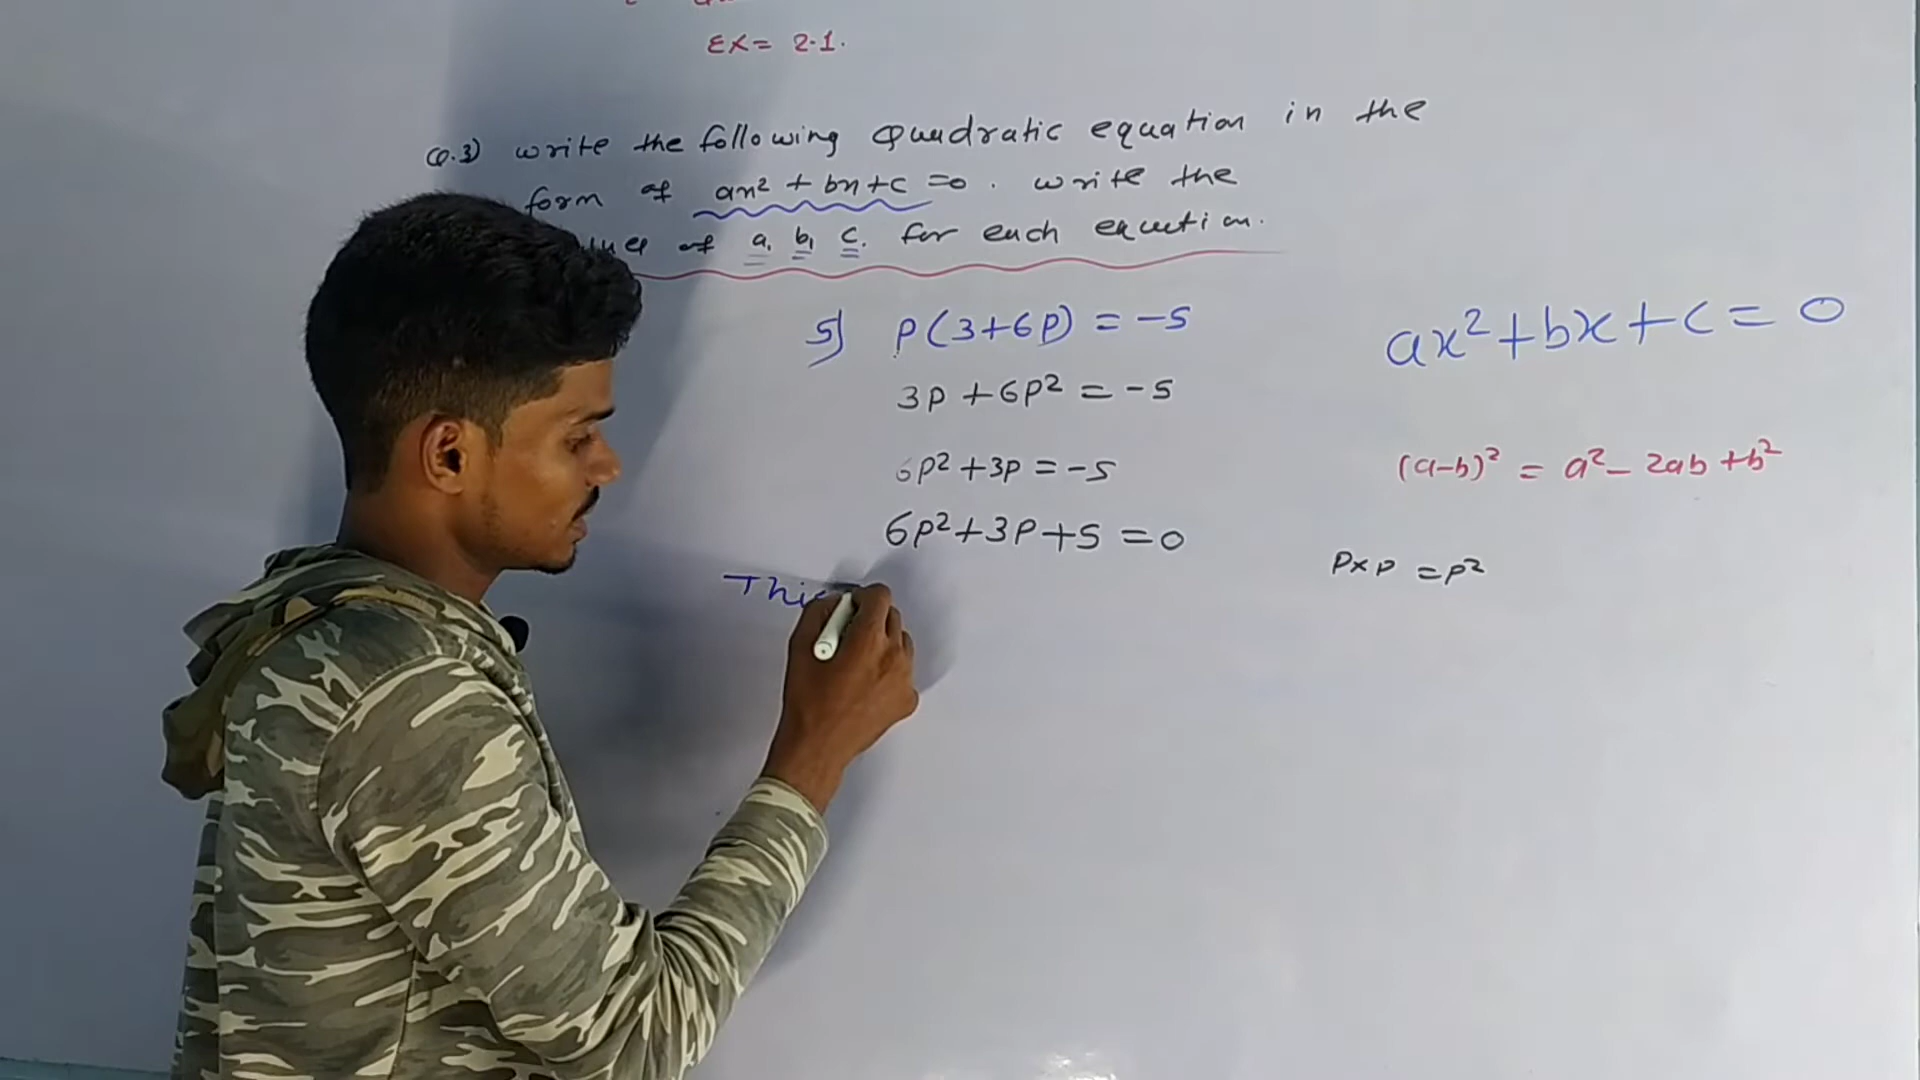 EX= 2.1.
Q.3) write the following Quadratic equation in the
form of ax² + bx + c =0. write the
of a, b, c. for each equation.
5) P(3+6P) = -5
3P +6P² = -5
6P² +3P = -5
6P²+3P+5 =0
This
ax²+bx+c= 0
(a-b)² = a²- 2ab +b²
P×P =P²